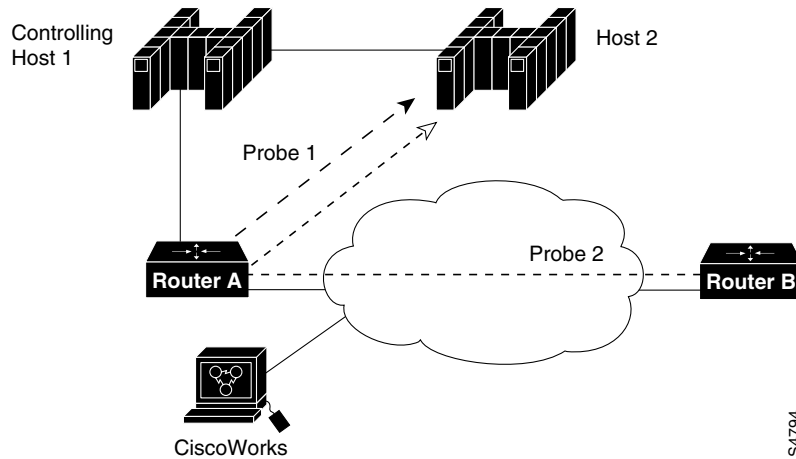 Controlling
Host 1
Host 2
Probe 1
Probe 2
Router A
Router B
CiscoWorks
S4794